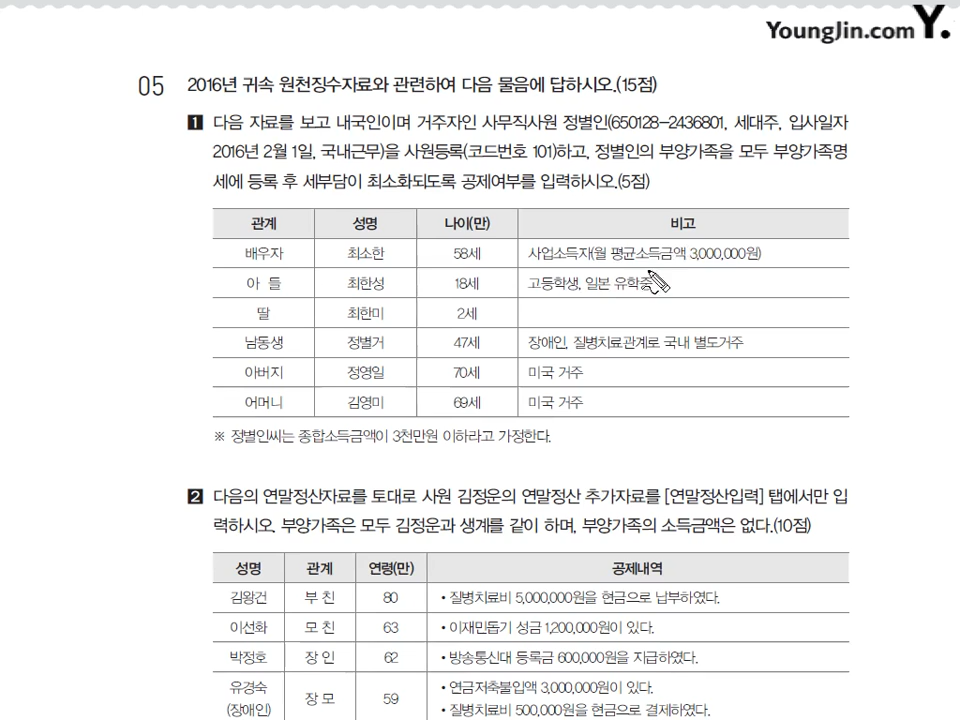 YoungJin.com Y.
05 2016년 귀속 원천징수자료와 관련하여 다음 물음에 답하시오.(15점)
1 다음 자료를 보고 내국인이며 거주자인 사무직사원 정별인(650128-2436801, 세대주, 입사일자
2016년 2월 1일, 국내근무)을 사원등록(코드번호 101)하고, 정별인의 부양가족을 모두 부양가족명
세에 등록 후 세부담이 최소화되도록 공제여부를 입력하시오.(5점)
관계 성명 나이(만) 비고
배우자 최소한 58세 사업소득자(월 평균소득금액 3,000,000원)
아 들 최한성 18세 고등학생, 일본 유학중
딸 최한미 2세
남동생 정별거 47세 장애인, 질병치료관계로 국내 별도거주
아버지 정영일 70세 미국 거주
어머니 김영미 69세 미국 거주
※ 정별인씨는 종합소득금액이 3천만원 이하라고 가정한다.
2 다음의 연말정산자료를 토대로 사원 김정운의 연말정산 추가자료를 [연말정산입력] 탭에서만 입
력하시오. 부양가족은 모두 김정운과 생계를 같이 하며, 부양가족의 소득금액은 없다.(10점)
성명 관계 연령(만) 공제내역
김왕건 부 친 80 • 질병치료비 5,000,000원을 현금으로 납부하였다.
이선화 모 친 63 • 이재민돕기 성금 1,200,000원이 있다.
박정호 장 인 62 • 방송통신대 등록금 600,000원을 지급하였다.
유경숙 (장애인) 장 모 59 • 연금저축불입액 3,000,000원이 있다.
• 질병치료비 500,000원을 현금으로 결제하였다.